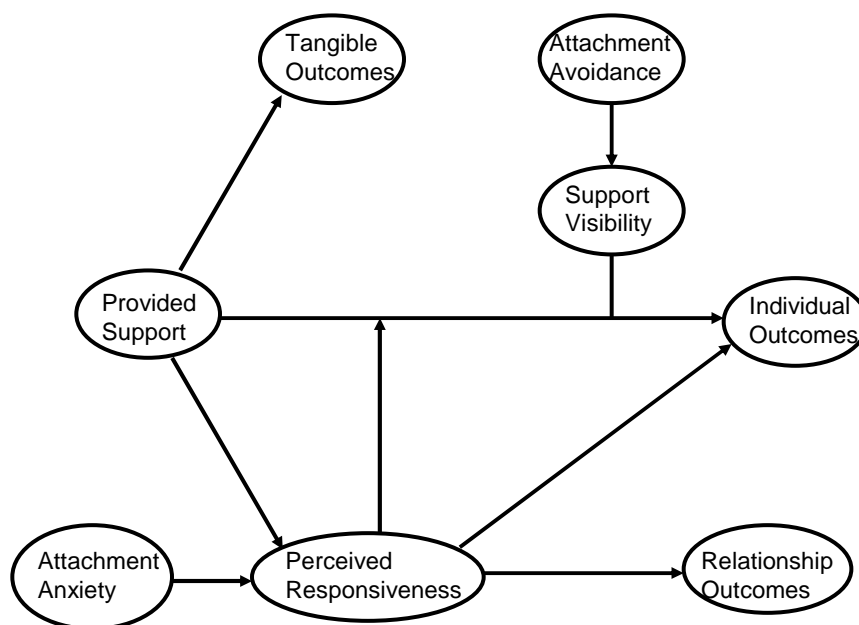 Tangible
Outcomes
Attachment
Avoidance
Support
Visibility
Provided
Support
Individual
Outcomes
Attachment
Anxiety
Perceived
Responsiveness
Relationship
Outcomes